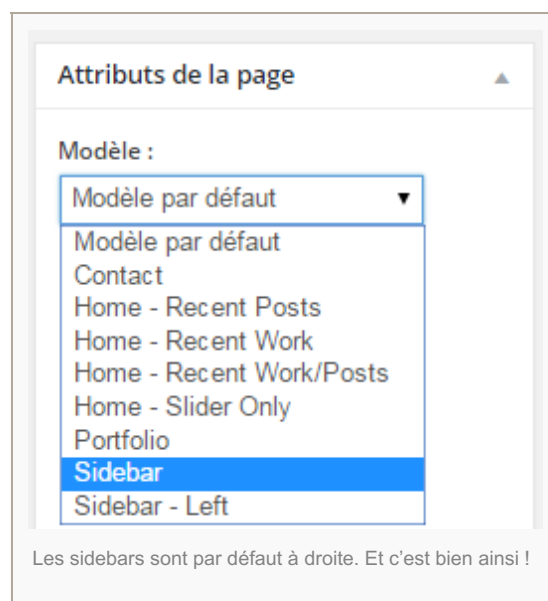 Attributs de la page
Modèle :
Modèle par défaut
Modèle par défaut
Contact
Home - Recent Posts
Home - Recent Work
Home - Recent Work/Posts
Home - Slider Only
Portfolio
Sidebar
Sidebar - Left
Les sidebars sont par défaut à droite. Et c’est bien ainsi !